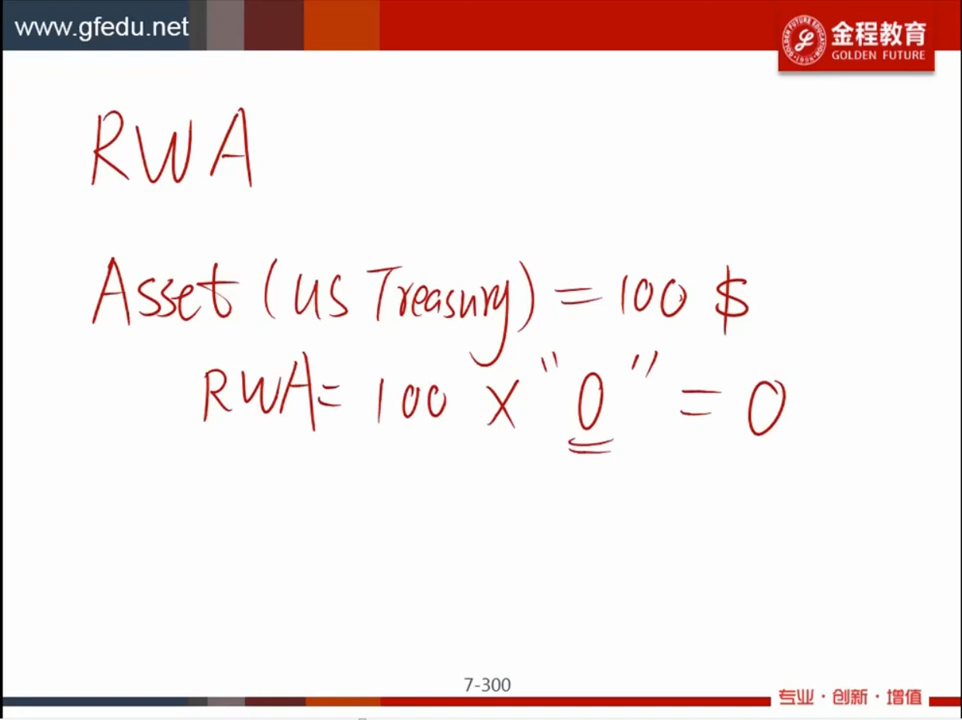 www.gfedu.net
金程教育
GOLDEN FUTURE
RWA
Asset (US Treasury) = 100 $
RWA = 100 X "0" = 0
7-300
专业·创新·增值